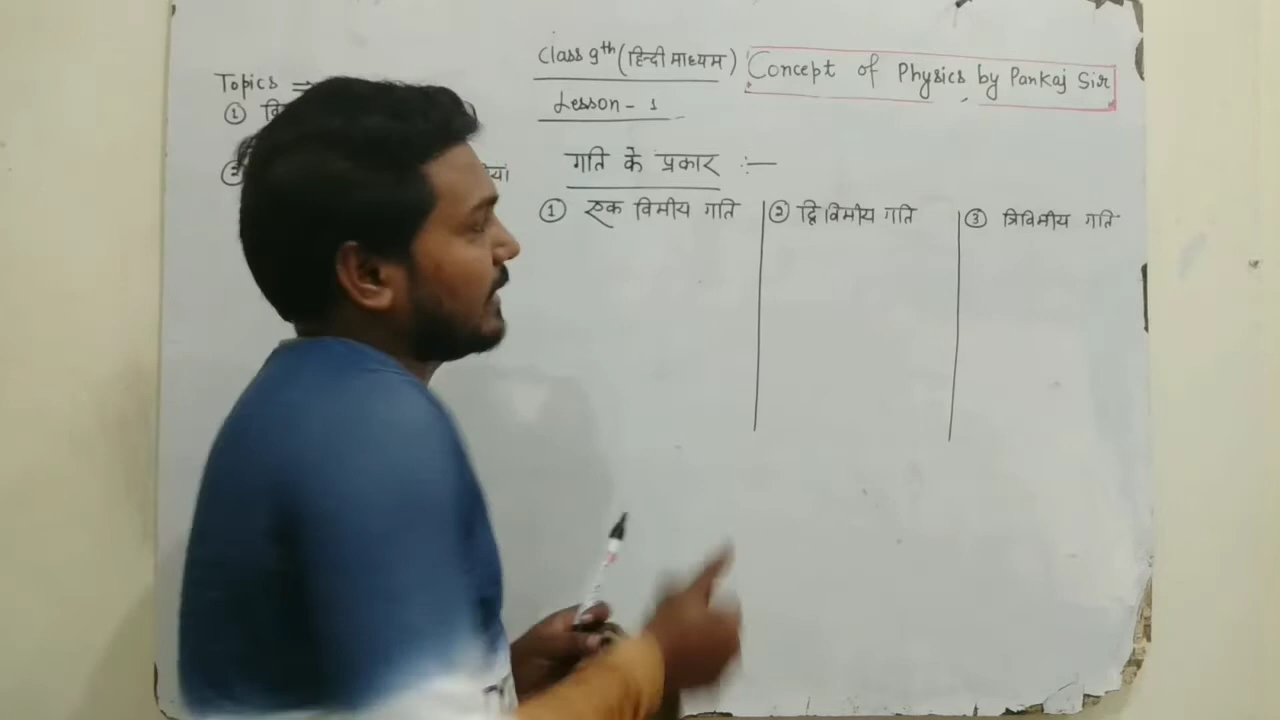 Class 9th (हिन्दी माध्यम)
Concept of Physics by Pankaj Sir
Lesson - 1
Topics ⇒
①
②
गति के प्रकार :-
① एक विमीय गति
② द्वि विमीय गति
③ त्रिविमीय गति